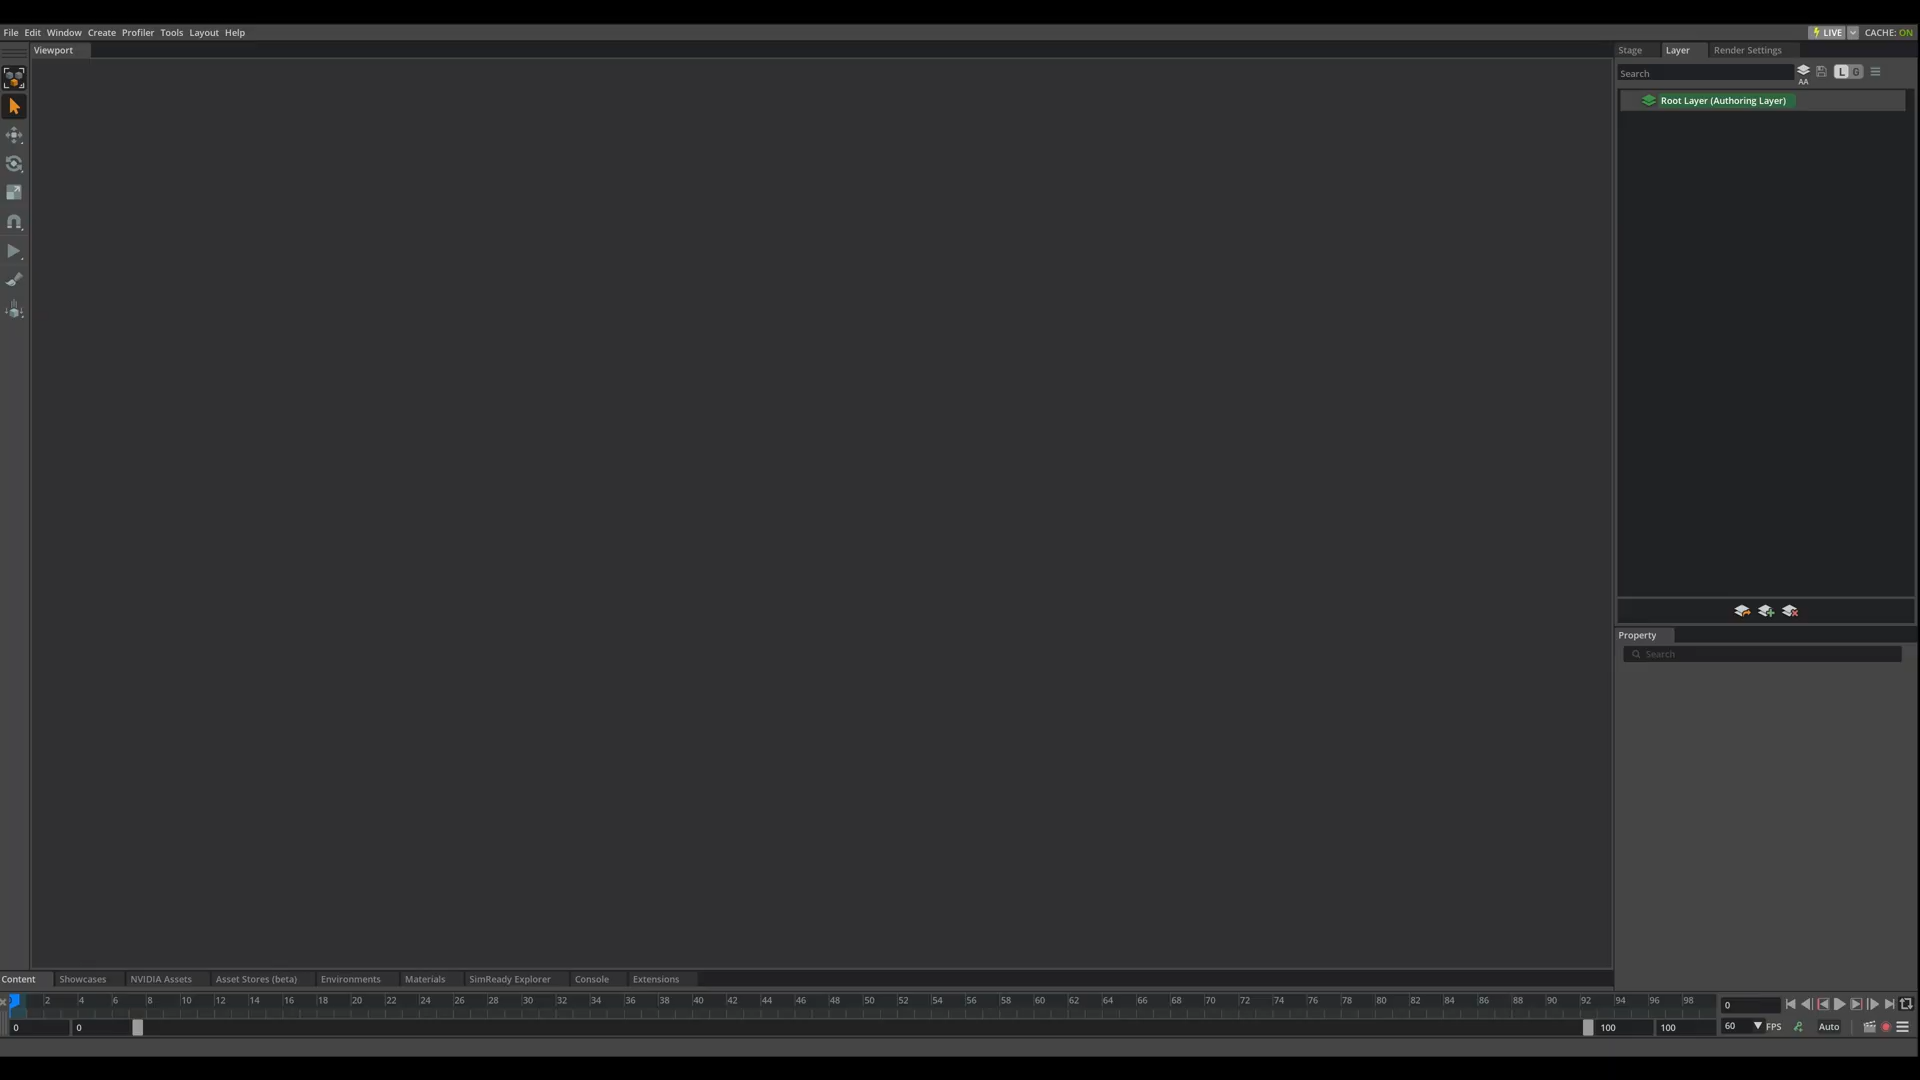 File Edit Window Create Profiler Tools Layout Help
LIVE CACHE: ON
Viewport
Stage Layer Render Settings
Search
AA
L G
Root Layer (Authoring Layer)
Property
Search
Content Showcases NVIDIA Assets Asset Stores (beta) Environments Materials SimReady Explorer Console Extensions
2 4 6 8 10 12 14 16 18 20 22 24 26 28 30 32 34 36 38 40 42 44 46 48 50 52 54 56 58 60 62 64 66 68 70 72 74 76 78 80 82 84 86 88 90 92 94 96 98
0
0 0 100 100
60 FPS Auto